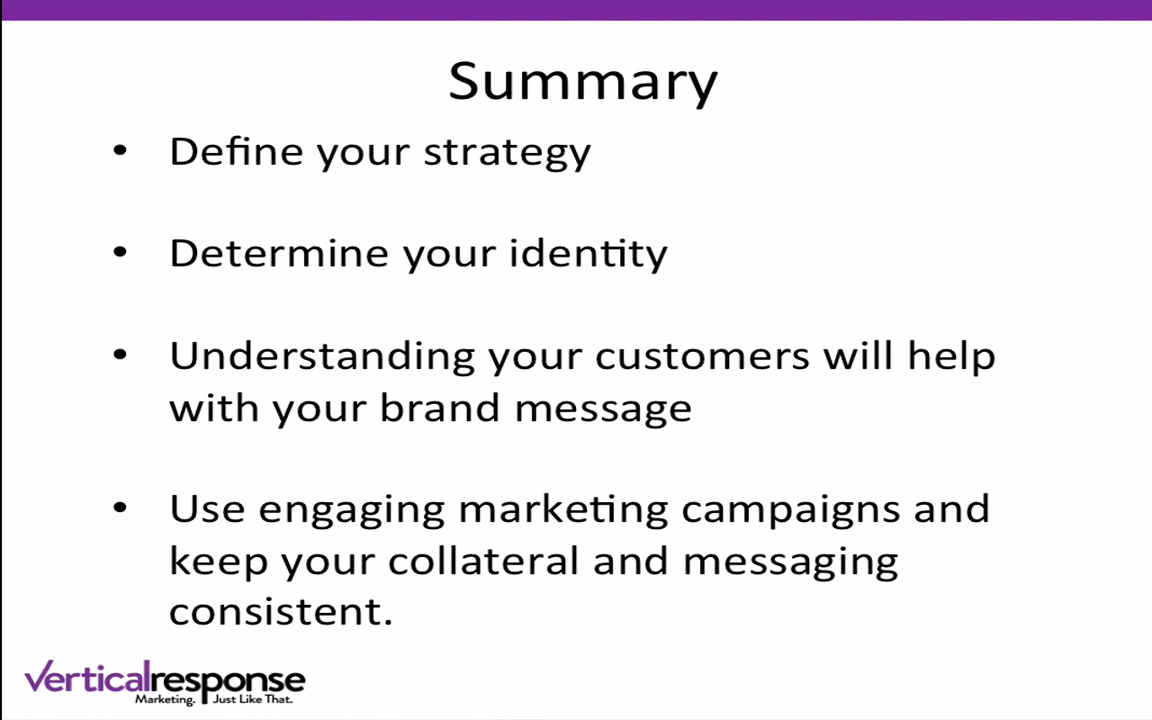 Summary
• Define your strategy
• Determine your identity
• Understanding your customers will help
with your brand message
• Use engaging marketing campaigns and
keep your collateral and messaging
consistent.
verticalresponse
Marketing. Just Like That.